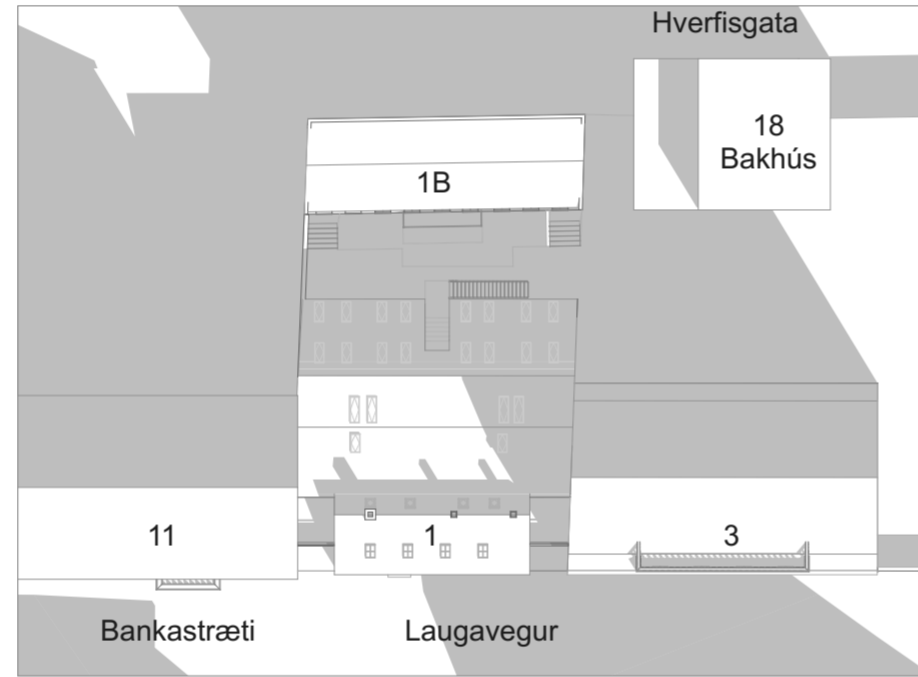 Hverfisgata
18
Bakhús
1B
11
1
3
Bankastræti
Laugavegur